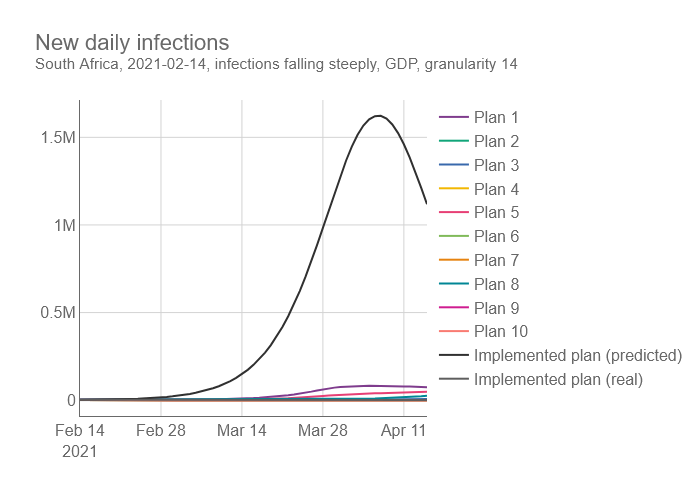 New daily infections
South Africa, 2021-02-14, infections falling steeply, GDP, granularity 14
1.5M
1M
0.5M
0
Feb 14
2021
Feb 28
Mar 14
Mar 28
Apr 11
Plan 1
Plan 2
Plan 3
Plan 4
Plan 5
Plan 6
Plan 7
Plan 8
Plan 9
Plan 10
Implemented plan (predicted)
Implemented plan (real)